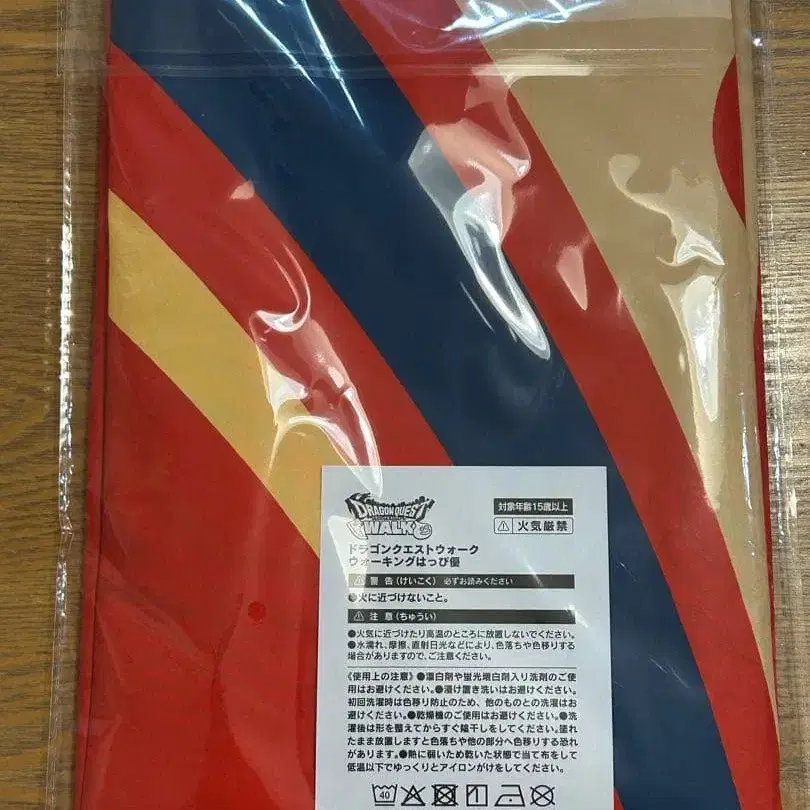 DRAGON QUEST
WALK
対象年齢15歳以上
火気厳禁
ドラゴンクエストウォーク
ウォーキングはっぴ優
警 告 (けいこく) 必ずお読みください
●火に近づけないこと。
注 意 (ちゅうい)
●火気に近づけたり高温のところに放置しないでください。
●水濡れ、摩擦、直射日光などにより、色落ちや色移りする
場合がありますので、ご注意ください。
《使用上の注意》●漂白剤や蛍光増白剤入り洗剤のご使
用はお避けください。●浸け置き洗いはお避けください。
初回洗濯時は色移り防止のため、他のものとの洗濯はお
避けください。●乾燥機のご使用はお避けください。●洗
濯後は形を整えてからすぐ陰干しをしてください。濡れ
たまま放置しますと色落ちや他の部分へ色移りする恐れ
があります。●熱に弱いため乾いた状態で当て布をして
低温以下でゆっくりとアイロンがけをしてください。
40